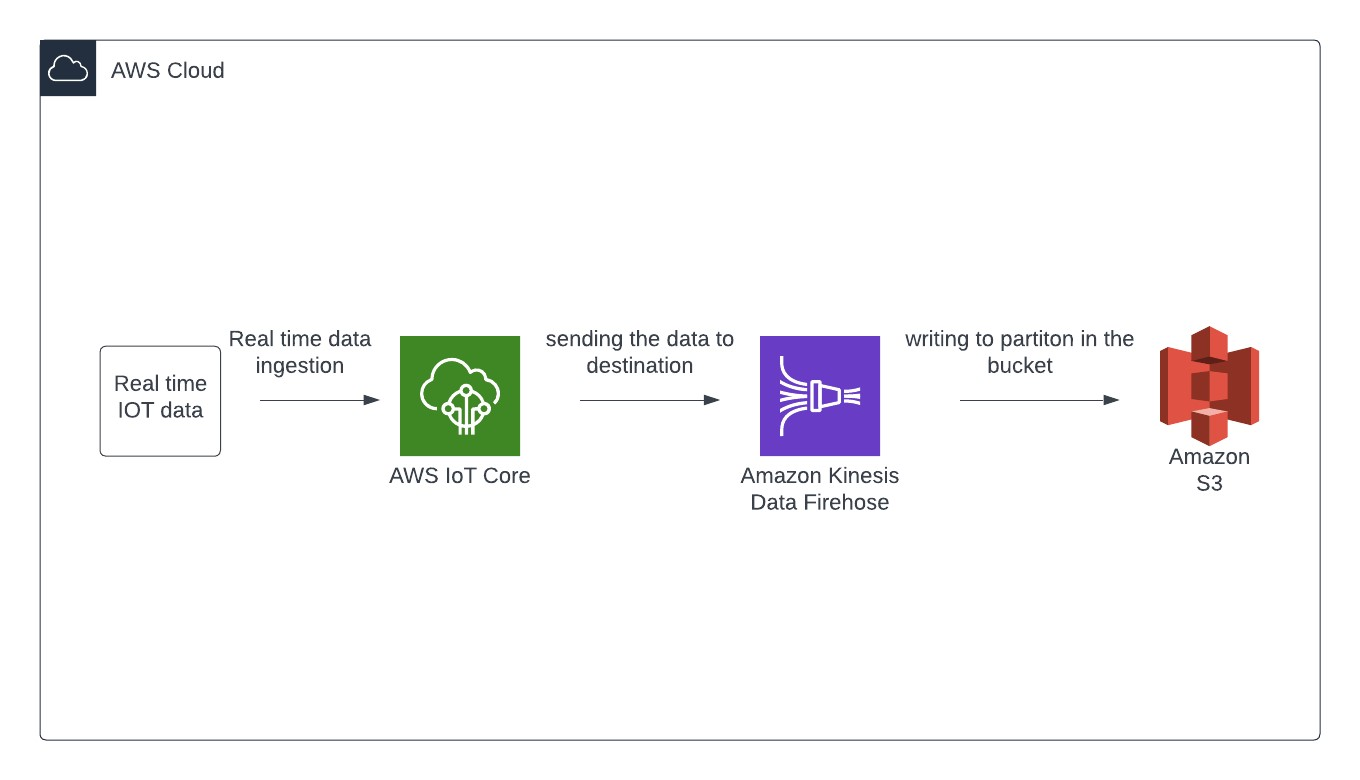 AWS Cloud
Real time data
ingestion
sending the data to
destination
writing to partiton in the
bucket
Real time
IOT data
AWS IoT Core
Amazon Kinesis
Data Firehose
Amazon
S3